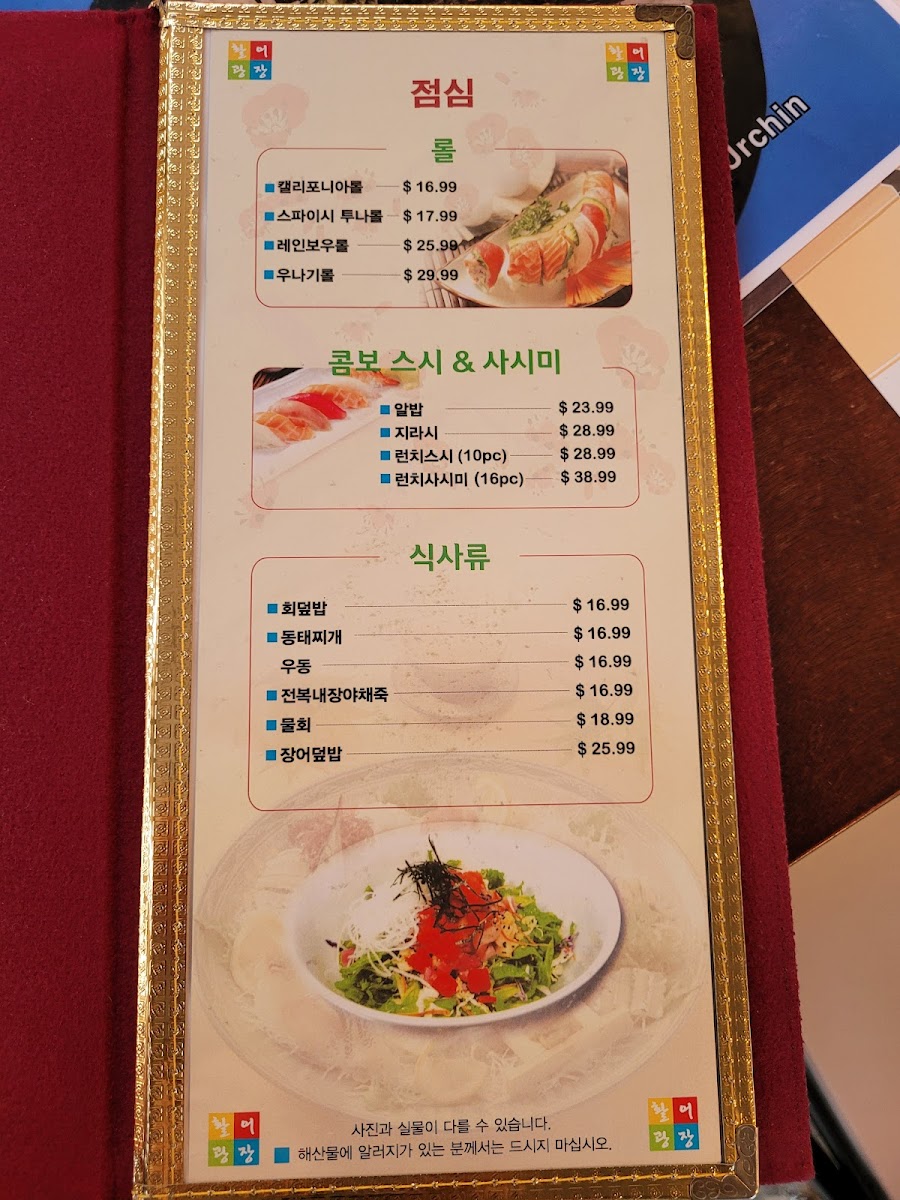 활어
광장
활어
광장
점심
롤
캘리포니아롤 $ 16.99
스파이시 투나롤 $ 17.99
레인보우롤 $ 25.99
우나기롤 $ 29.99
콤보 스시 & 사시미
알밥 $ 23.99
지라시 $ 28.99
런치스시 (10pc) $ 28.99
런치사시미 (16pc) $ 38.99
식사류
회덮밥 $ 16.99
동태찌개 $ 16.99
우동 $ 16.99
전복내장야채죽 $ 16.99
물회 $ 18.99
장어덮밥 $ 25.99
사진과 실물이 다를 수 있습니다.
해산물에 알러지가 있는 분께서는 드시지 마십시오.
활어
광장
활어
광장
Urchin